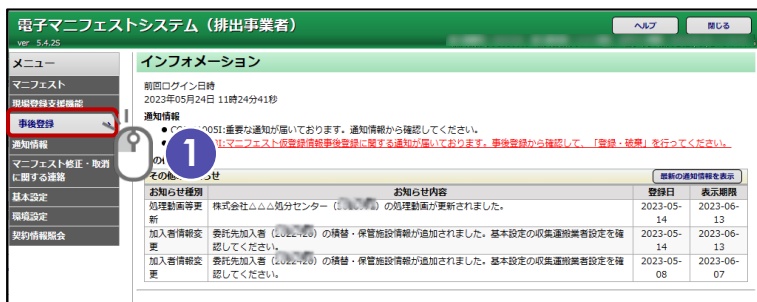 電子マニフェストシステム（排出事業者）
ver 5.4.25
ヘルプ
閉じる
メニュー
マニフェスト
現場登録支援機能
事後登録
通知情報
マニフェスト修正・取消
に関する連絡
基本設定
環境設定
契約情報照会
インフォメーション
前回ログイン日時
2023年05月24日 11時24分41秒
通知情報
005I:重要な通知が届いております。通知情報から確認してください。
I:マニフェスト仮登録情報事後登録に関する通知が届いております。事後登録から確認して、「登録・破棄」を行ってください。
1
その他
せ
最新の通知情報を表示
お知らせ種別 お知らせ内容 登録日 表示期限
処理動画等更新 株式会社△△△処分センター（ ）の処理動画が更新されました。 2023-05-14 2023-06-13
加入者情報変更 委託先加入者（ ）の積替・保管施設情報が追加されました。基本設定の収集運搬業者設定を確認してください。 2023-05-14 2023-06-13
加入者情報変更 委託先加入者（ ）の積替・保管施設情報が追加されました。基本設定の収集運搬業者設定を確認してください。 2023-05-08 2023-06-07